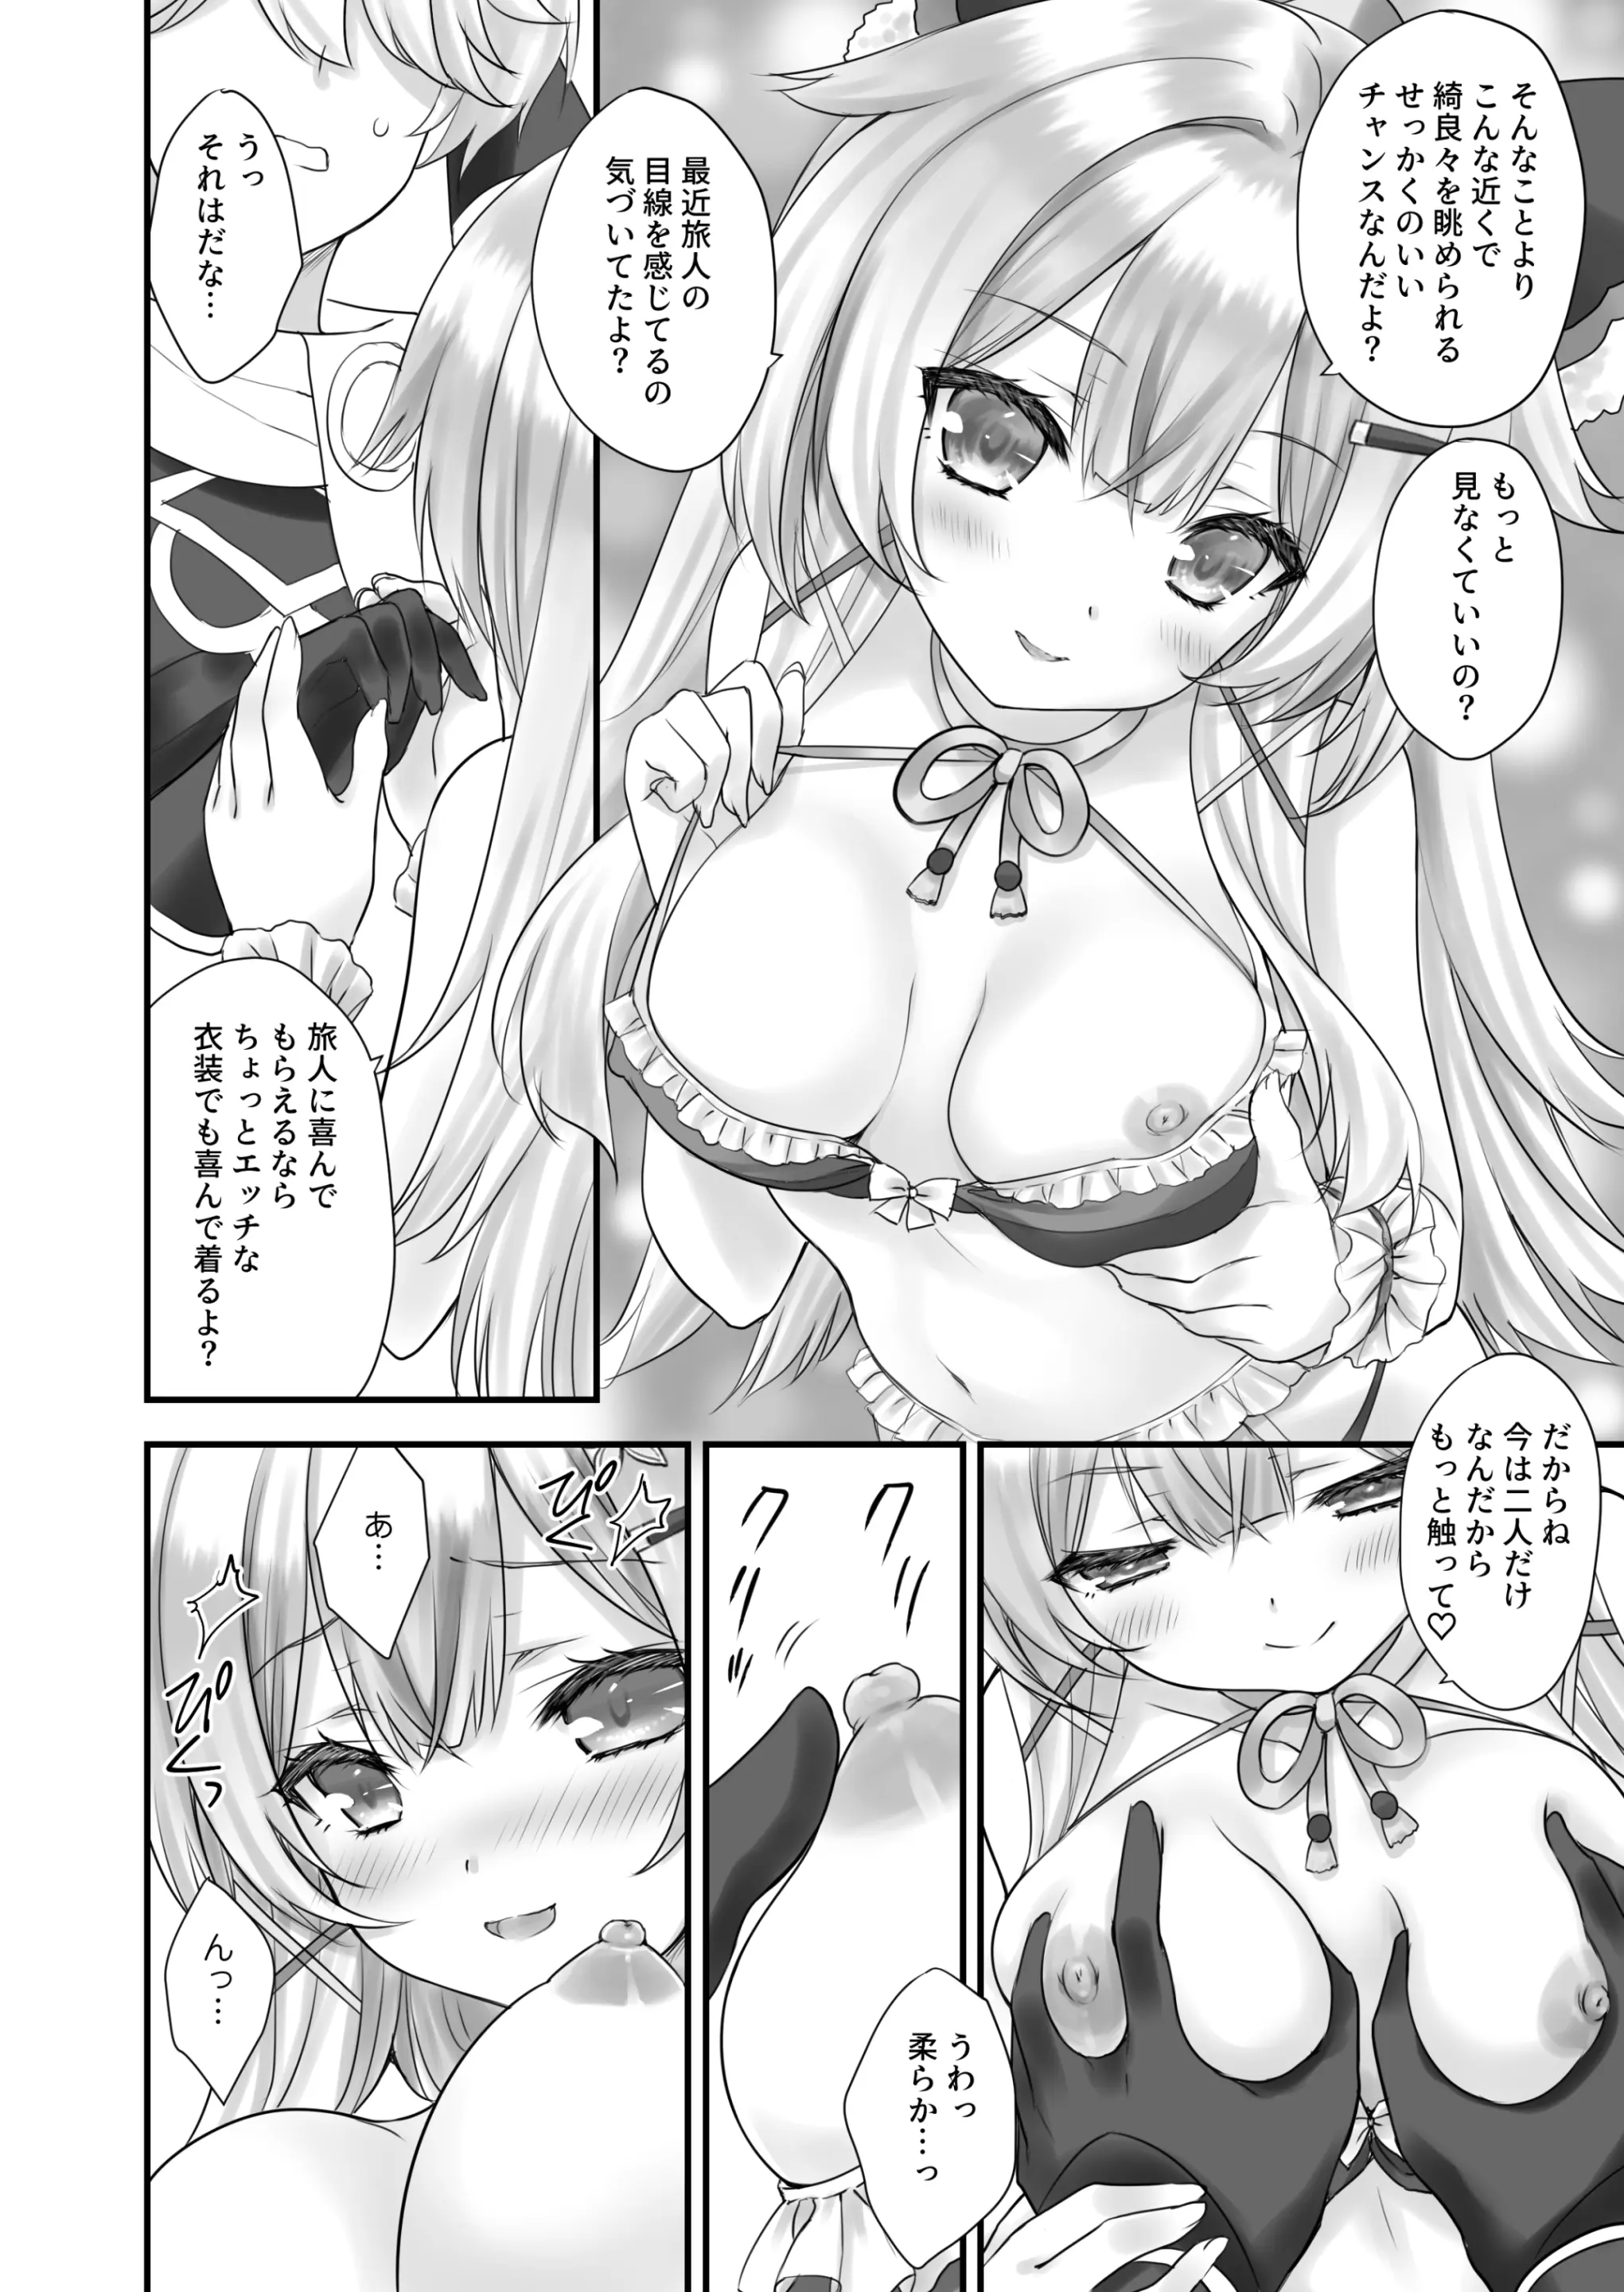 そんなことより
こんな近くで
綺良々を眺められる
せっかくのいい
チャンスなんだよ？
もっと
見なくていいの？
最近旅人の
目線を感じてるの
気づいてたよ？
うっ
それはだな…
旅人に喜んで
もらえるなら
ちょっとエッチな
衣装でも喜んで着るよ？
だからね
今は二人だけ
なんだから
もっと触って♡
うわっ
柔らか…っ
クク
ぴく
あ…
ぴくっ
んっ…